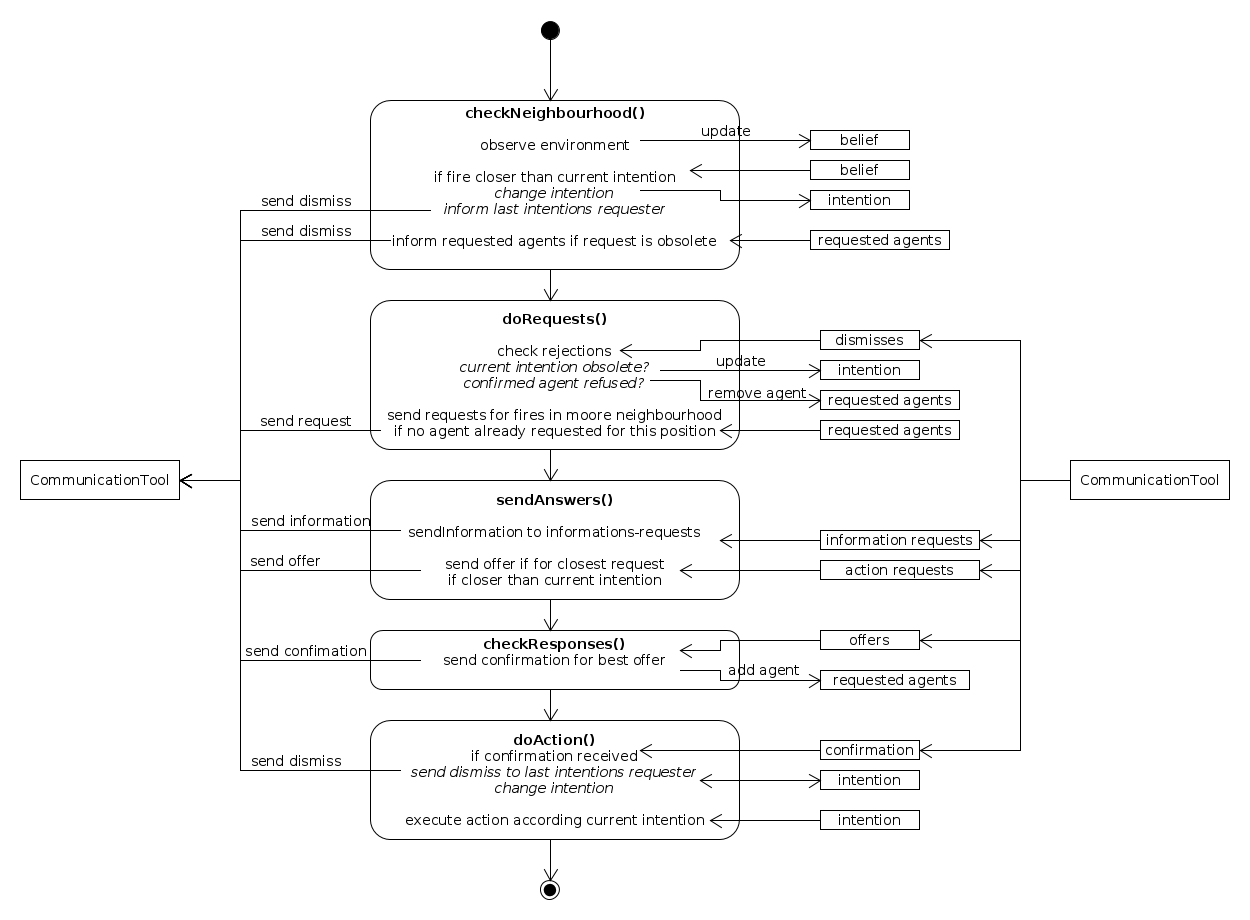 checkNeighbourhood()
update
observe environment
belief
belief
if fire closer than current intention
change intention
intention
send dismiss
inform last intentions requester
send dismiss
inform requested agents if request is obsolete
requested agents
doRequests()
dismisses
check rejections
update
current intention obsolete?
intention
confirmed agent refused?
remove agent
requested agents
send requests for fires in moore neighbourhood
send request
if no agent already requested for this position
requested agents
CommunicationTool
CommunicationTool
sendAnswers()
send information
sendInformation to informations-requests
information requests
send offer
send offer if for closest request
action requests
if closer than current intention
checkResponses()
offers
send confimation
send confirmation for best offer
add agent
requested agents
doAction()
if confirmation received
confirmation
send dismiss
send dismiss to last intentions requester
intention
change intention
execute action according current intention
intention